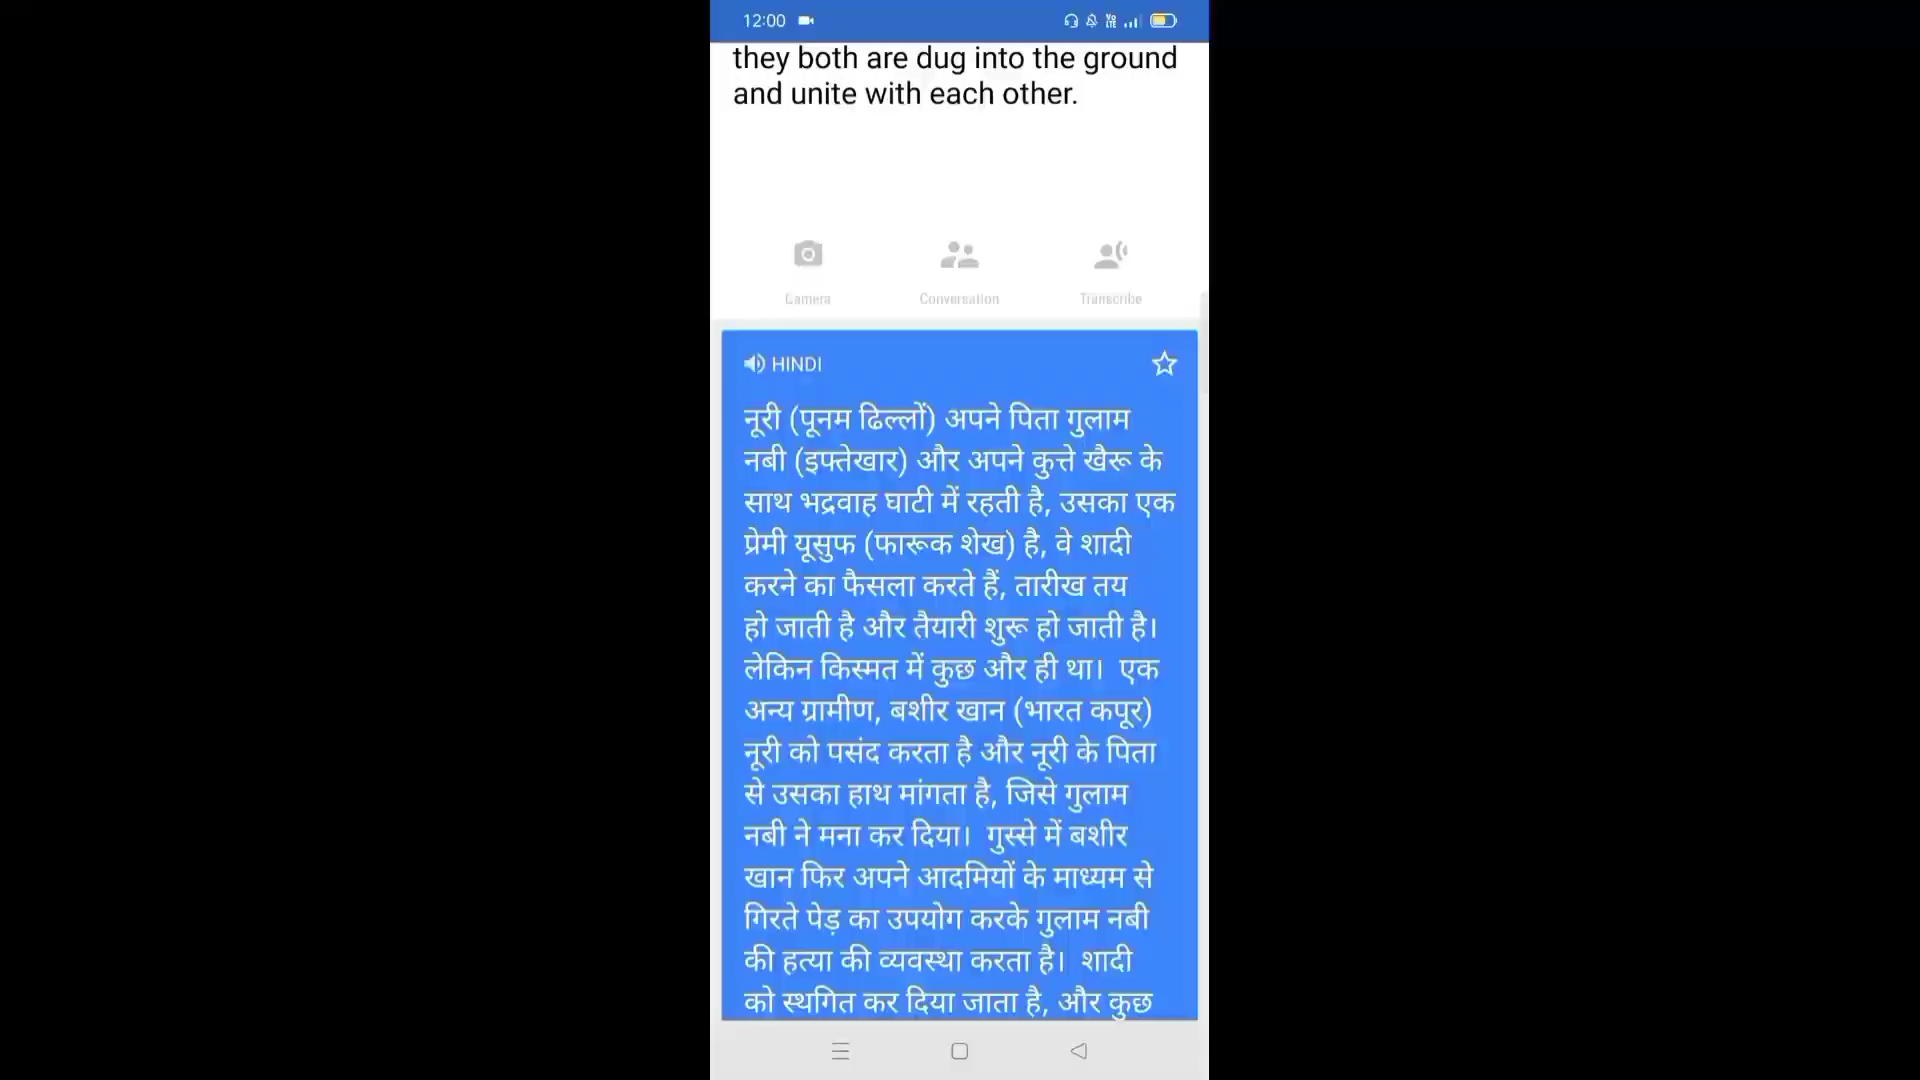 12:00
they both are dug into the ground
and unite with each other.
Camera Conversation Transcribe
HINDI
नूरी (पूनम ढिल्लों) अपने पिता गुलाम
नबी (इफ्तेखार) और अपने कुत्ते खैरू के
साथ भद्रवाह घाटी में रहती है, उसका एक
प्रेमी यूसुफ (फारूक शेख) है, वे शादी
करने का फैसला करते हैं, तारीख तय
हो जाती है और तैयारी शुरू हो जाती है।
लेकिन किस्मत में कुछ और ही था। एक
अन्य ग्रामीण, बशीर खान (भारत कपूर)
नूरी को पसंद करता है और नूरी के पिता
से उसका हाथ मांगता है, जिसे गुलाम
नबी ने मना कर दिया। गुस्से में बशीर
खान फिर अपने आदमियों के माध्यम से
गिरते पेड़ का उपयोग करके गुलाम नबी
की हत्या की व्यवस्था करता है। शादी
को स्थगित कर दिया जाता है, और कुछ